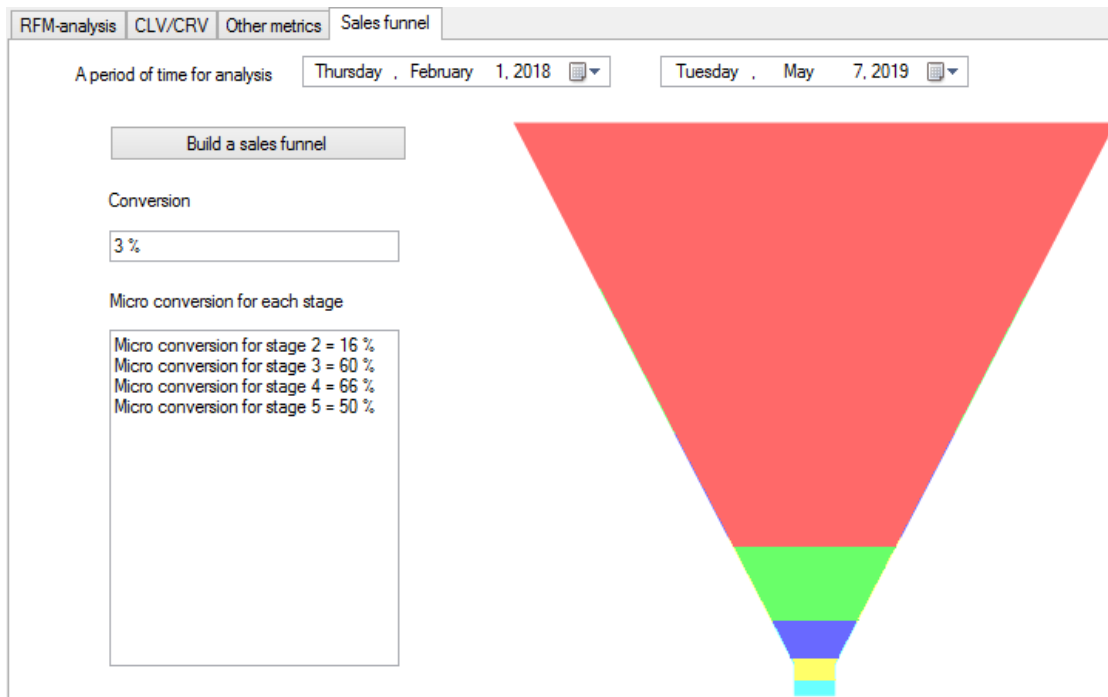 RFM-analysis CLV/CRV Other metrics Sales funnel
A period of time for analysis Thursday , February 1, 2018 Tuesday , May 7, 2019
Build a sales funnel
Conversion
3 %
Micro conversion for each stage
Micro conversion for stage 2 = 16 %
Micro conversion for stage 3 = 60 %
Micro conversion for stage 4 = 66 %
Micro conversion for stage 5 = 50 %